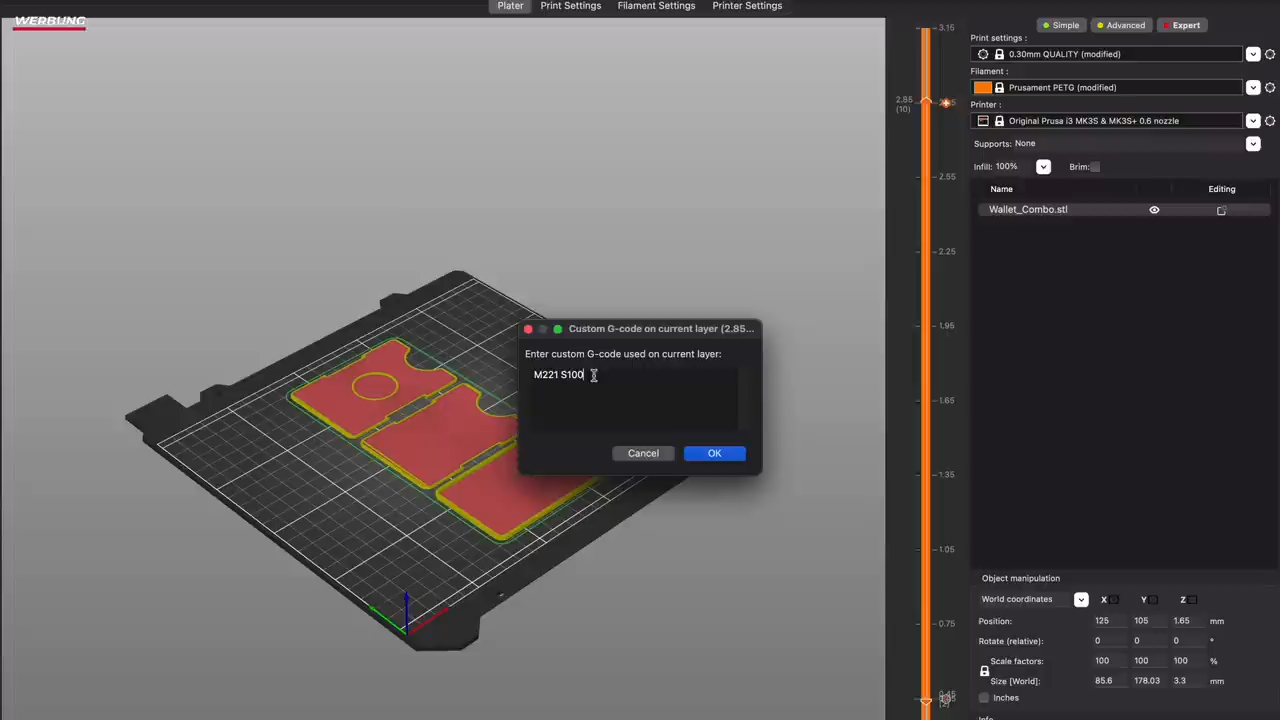 Plater Print Settings Filament Settings Printer Settings
WERBUNG
Simple Advanced Expert
Print settings :
0.30mm QUALITY (modified)
Filament :
Prusament PETG (modified)
Printer :
Original Prusa i3 MK3S & MK3S+ 0.6 nozzle
Supports: None
Infill: 100% Brim:
Name Editing
Wallet_Combo.stl
3.15
2.85
(10)
2.55
2.25
1.95
1.65
1.35
1.05
0.75
Custom G-code on current layer (2.85...
Enter custom G-code used on current layer:
M221 S100
Cancel OK
Object manipulation
World coordinates X Y Z
Position: 125 105 1.65 mm
Rotate (relative): 0 0 0 °
Scale factors: 100 100 100 %
Size [World]: 85.6 178.03 3.3 mm
Inches